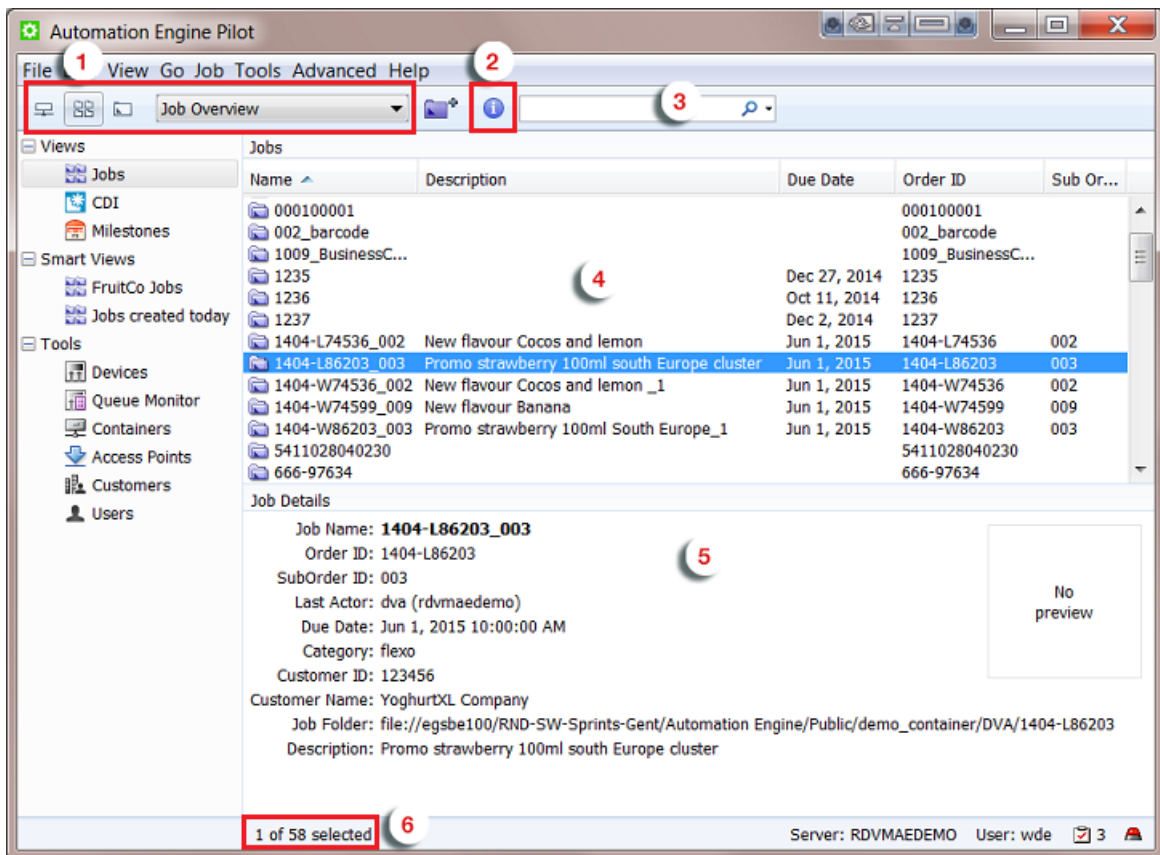 Automation Engine Pilot
File View Go Job Tools Advanced Help
1
2
3
Job Overview
Views
Jobs
CDI
Milestones
Smart Views
FruitCo Jobs
Jobs created today
Tools
Devices
Queue Monitor
Containers
Access Points
Customers
Users
Jobs
Name Description Due Date Order ID Sub Or...
000100001 000100001
002_barcode 002_barcode
1009_BusinessC... 1009_BusinessC...
1235 Dec 27, 2014 1235
1236 Oct 11, 2014 1236
1237 Dec 2, 2014 1237
1404-L74536_002 New flavour Cocos and lemon Jun 1, 2015 1404-L74536 002
1404-L86203_003 Promo strawberry 100ml south Europe cluster Jun 1, 2015 1404-L86203 003
1404-W74536_002 New flavour Cocos and lemon _1 Jun 1, 2015 1404-W74536 002
1404-W74599_009 New flavour Banana Jun 1, 2015 1404-W74599 009
1404-W86203_003 Promo strawberry 100ml South Europe_1 Jun 1, 2015 1404-W86203 003
5411028040230 5411028040230
666-97634 666-97634
4
Job Details
Job Name: 1404-L86203_003
Order ID: 1404-L86203
SubOrder ID: 003
Last Actor: dva (rdvmaedemo)
Due Date: Jun 1, 2015 10:00:00 AM
Category: flexo
Customer ID: 123456
Customer Name: YoghurtXL Company
Job Folder: file://egsbe100/RND-SW-Sprints-Gent/Automation Engine/Public/demo_container/DVA/1404-L86203
Description: Promo strawberry 100ml south Europe cluster
5
No
preview
1 of 58 selected
6
Server: RDVMAEDEMO User: wde 3